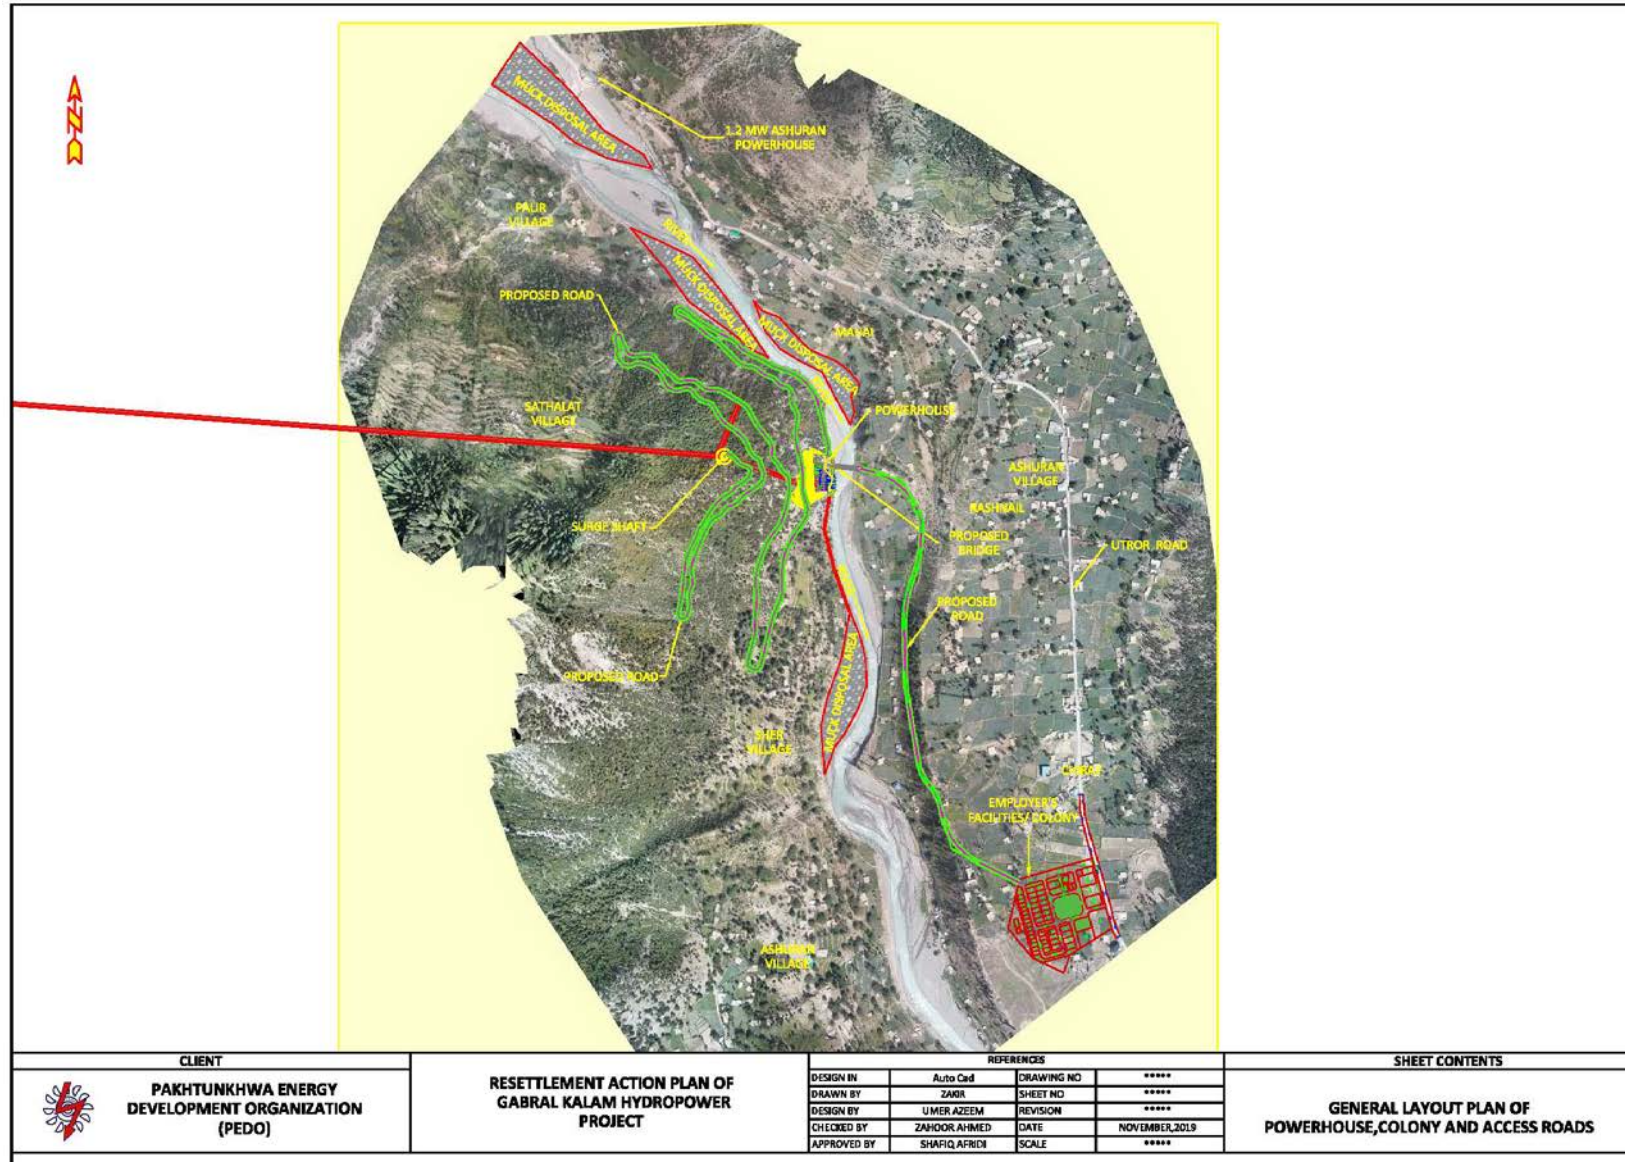 N
MUCK DISPOSAL AREA
1.2 MW ASHURAN
POWERHOUSE
PALIR
VILLAGE
RIVER
MUCK DISPOSAL AREA
PROPOSED ROAD
MUCK DISPOSAL AREA
SATHALAT
VILLAGE
POWERHOUSE
ASHURAN
VILLAGE
KASHNAIL
SURGE SHAFT
PROPOSED
BRIDGE
UTROR ROAD
PROPOSED
ROAD
PROPOSED ROAD
MUCK DISPOSAL AREA
SHER
VILLAGE
EMPLOYER'S
FACILITIES/ COLONY
ASHURAN
VILLAGE
CLIENT
PAKHTUNKHWA ENERGY
DEVELOPMENT ORGANIZATION
(PEDO)
RESETTLEMENT ACTION PLAN OF
GABRAL KALAM HYDROPOWER
PROJECT
REFERENCES
DESIGN IN Auto Cad DRAWING NO *****
DRAWN BY ZAKIR SHEET NO *****
DESIGN BY UMER AZEEM REVISION *****
CHECKED BY ZAHOOR AHMED DATE NOVEMBER,2019
APPROVED BY SHAFIQ AFRIDI SCALE *****
SHEET CONTENTS
GENERAL LAYOUT PLAN OF
POWERHOUSE,COLONY AND ACCESS ROADS